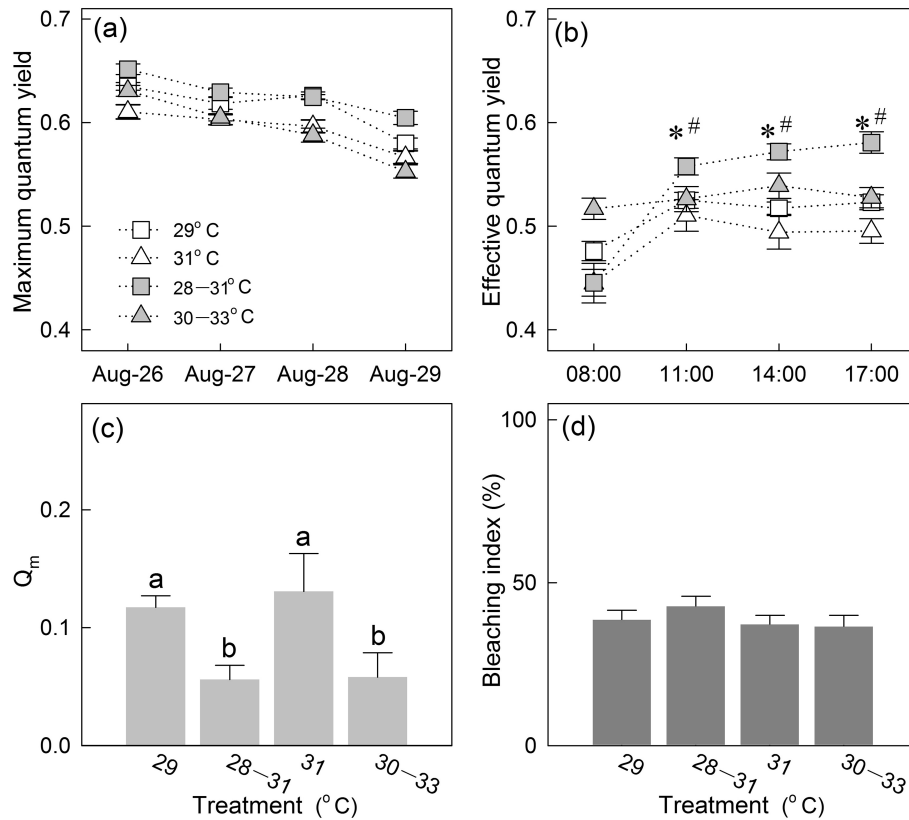 (a)
Maximum quantum yield
0.7
0.6
0.5
0.4
29° C
31° C
28–31° C
30–33° C
Aug-26 Aug-27 Aug-28 Aug-29
(b)
Effective quantum yield
0.7
0.6
0.5
0.4
*# *# *#
08:00 11:00 14:00 17:00
(c)
Qm
0.2
0.1
0.0
a b a b
29 28–31 31 30–33
Treatment (° C)
(d)
Bleaching index (%)
100
50
0
29 28–31 31 30–33
Treatment (° C)